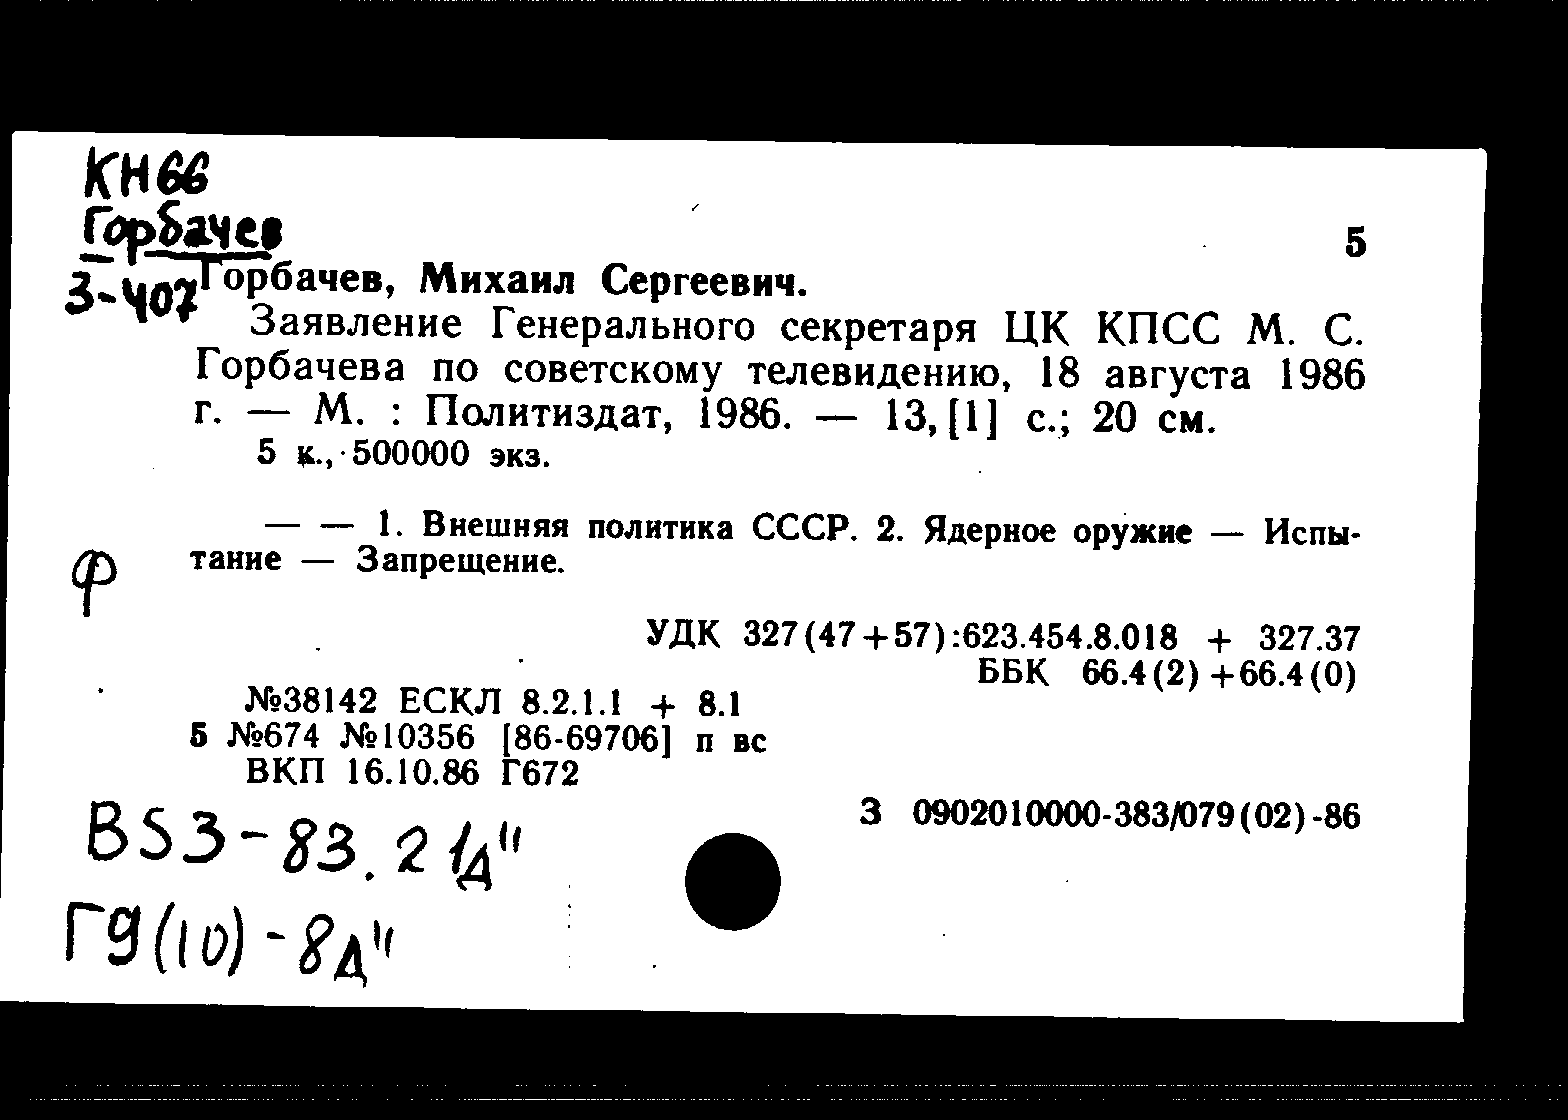 КН66
Горбачев
З-407
5
Горбачев, Михаил Сергеевич.
Заявление Генерального секретаря ЦК КПСС М. С.
Горбачева по советскому телевидению, 18 августа 1986
г. — М. : Политиздат, 1986. — 13, [1] с.; 20 см.
5 к., 500000 экз.
— — 1. Внешняя политика СССР. 2. Ядерное оружие — Испы-
тание — Запрещение.
Ф
УДК 327(47+57):623.454.8.018 + 327.37
ББК 66.4(2)+66.4(0)
№38142 ЕСКЛ 8.2.1.1 + 8.1
5 №674 №10356 [86-69706] п вс
ВКП 16.10.86 Г672
З 0902010000-383/079(02)-86
BS3-83.2 1д"
Г9(10)-8д"